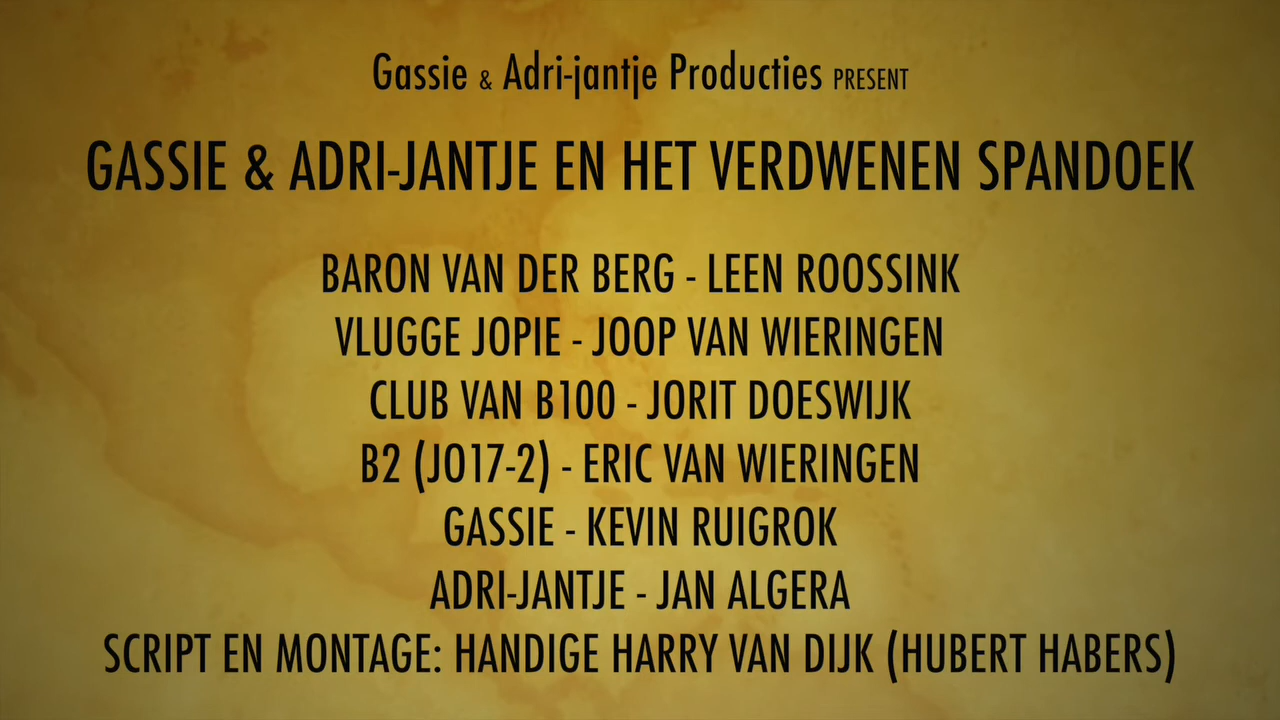 Gassie & Adri-jantje Producties PRESENT
GASSIE & ADRI-JANTJE EN HET VERDWENEN SPANDOEK
BARON VAN DER BERG - LEEN ROOSSINK
VLUGGE JOPIE - JOOP VAN WIERINGEN
CLUB VAN B100 - JORIT DOESWIJK
B2 (JO17-2) - ERIC VAN WIERINGEN
GASSIE - KEVIN RUIGROK
ADRI-JANTJE - JAN ALGERA
SCRIPT EN MONTAGE: HANDIGE HARRY VAN DIJK (HUBERT HABERS)